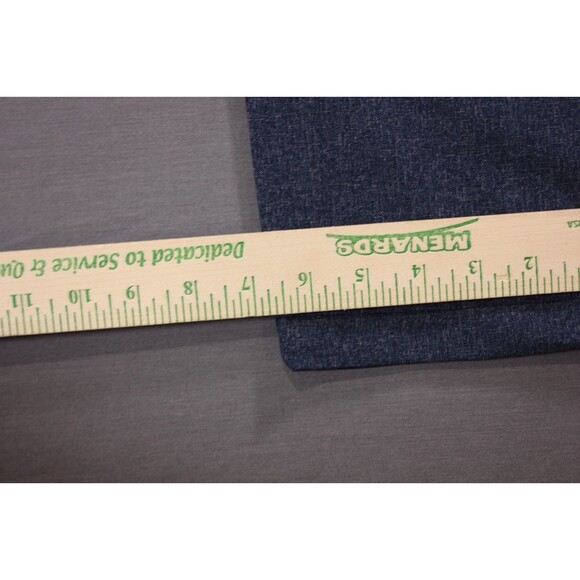 MENARDS
Dedicated to Service & Qu
2 3 4 5 6 7 8 9 10 11